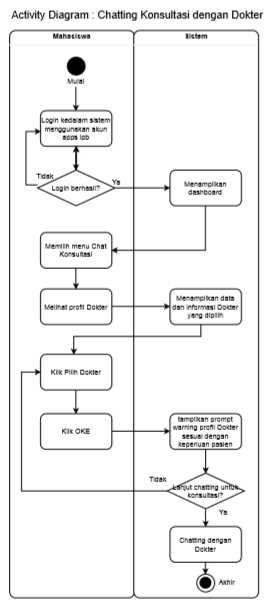 Activity Diagram : Chatting Konsultasi dengan Dokter
Mahasiswa
Sistem
Mulai
Login kedalam sistem
menggunakan akun
apps ipb
Tidak
Login berhasil?
Ya
Menampilkan
dashboard
Memilih menu Chat
Konsultasi
Melihat profil Dokter
Menampilkan data
dan informasi Dokter
yang dipilih
Klik Pilih Dokter
Klik OKE
tampilkan prompt
warning profil Dokter
sesuai dengan
keperluan pasien
Tidak
Lanjut chatting untuk
konsultasi?
Ya
Chatting dengan
Dokter
Akhir